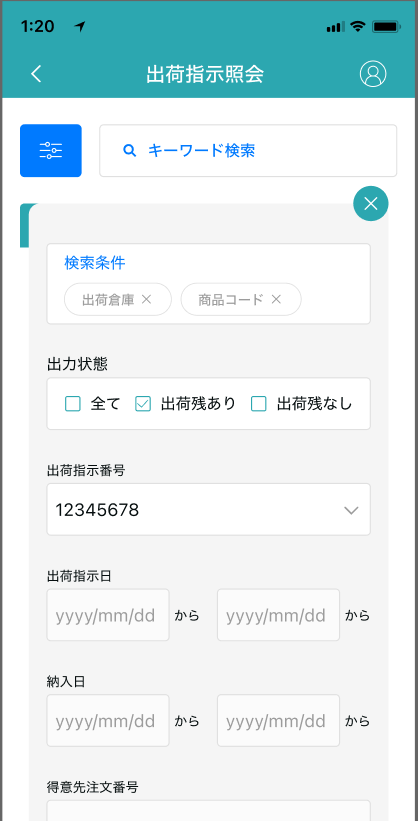 1:20
出荷指示照会
キーワード検索
検索条件
出荷倉庫 商品コード
出力状態
全て 出荷残あり 出荷残なし
出荷指示番号
12345678
出荷指示日
yyyy/mm/dd から yyyy/mm/dd から
納入日
yyyy/mm/dd から yyyy/mm/dd から
得意先注文番号